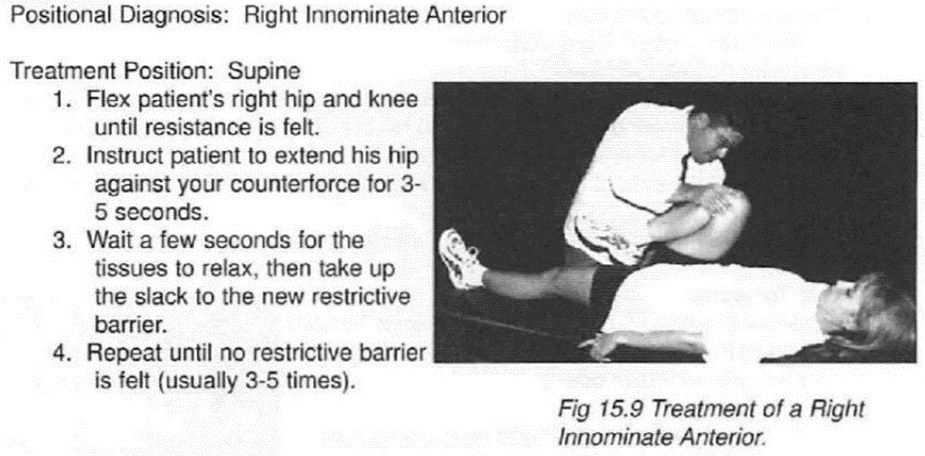 Positional Diagnosis: Right Innominate Anterior
Treatment Position: Supine
1. Flex patient's right hip and knee
until resistance is felt.
2. Instruct patient to extend his hip
against your counterforce for 3-
5 seconds.
3. Wait a few seconds for the
tissues to relax, then take up
the slack to the new restrictive
barrier.
4. Repeat until no restrictive barrier
is felt (usually 3-5 times).
Fig 15.9 Treatment of a Right
Innominate Anterior.